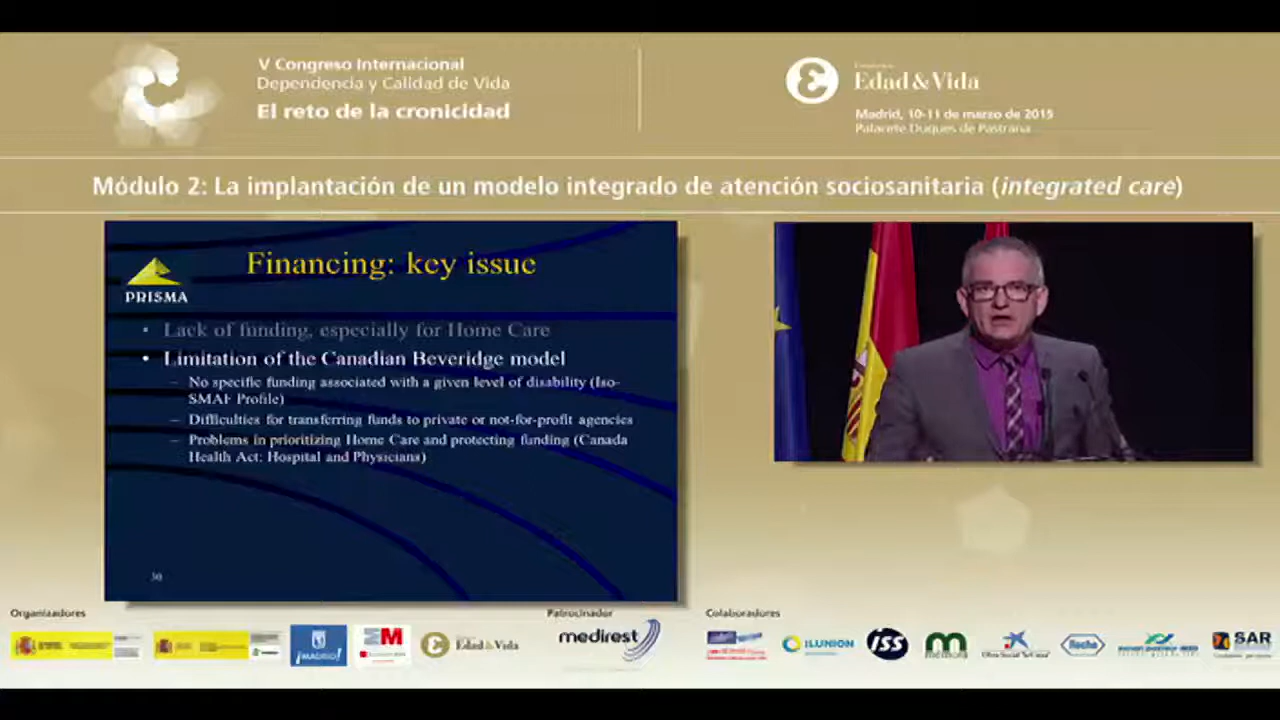 V Congreso Internacional
Dependencia y Calidad de Vida
El reto de la cronicidad
Edad&Vida
Madrid, 10-11 de marzo de 2015
Palacete Duques de Pastrana
Módulo 2: La implantación de un modelo integrado de atención sociosanitaria (integrated care)
Financing: key issue
PRISMA
• Lack of funding, especially for Home Care
• Limitation of the Canadian Beveridge model
– No specific funding associated with a given level of disability (Iso-
SMAF Profile)
– Difficulties for transferring funds to private or not-for-profit agencies
– Problems in prioritizing Home Care and protecting funding (Canada
Health Act: Hospital and Physicians)
30
Organizadores
Patrocinador
Colaboradores
¡MADRID!
M
Edad&Vida
medirest
ILUNION
iss
Roche
SAR